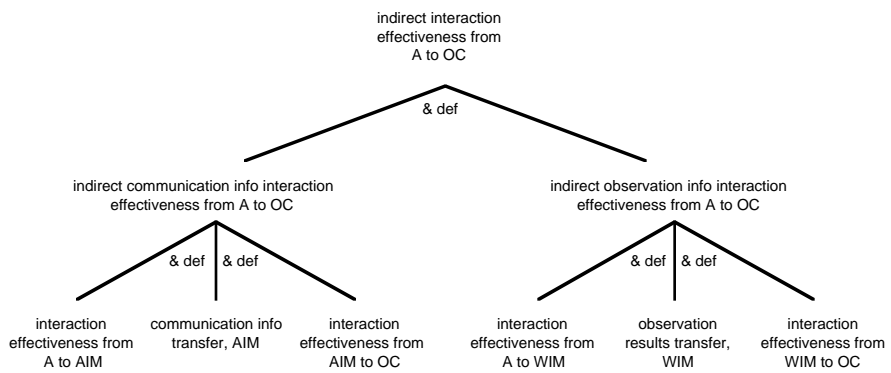 indirect interaction
effectiveness from
A to OC
& def
indirect communication info interaction
effectiveness from A to OC
indirect observation info interaction
effectiveness from A to OC
& def
& def
& def
& def
interaction
effectiveness from
A to AIM
communication info
transfer, AIM
interaction
effectiveness from
AIM to OC
interaction
effectiveness from
A to WIM
observation
results transfer,
WIM
interaction
effectiveness from
WIM to OC